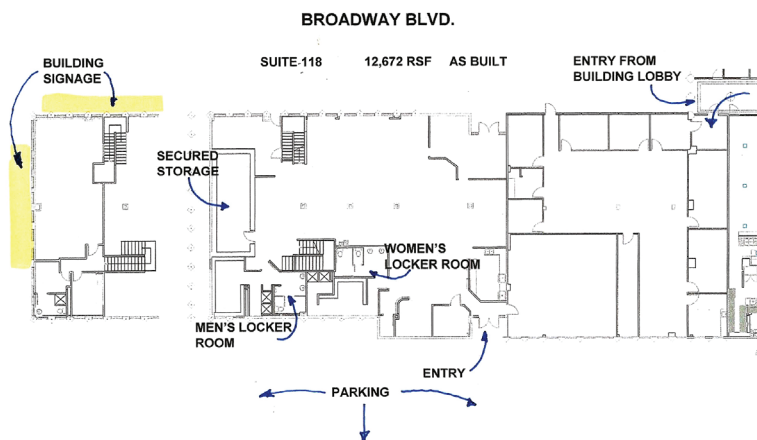 BROADWAY BLVD.
SUITE 118 12,672 RSF AS BUILT
BUILDING
SIGNAGE
ENTRY FROM
BUILDING LOBBY
SECURED
STORAGE
WOMEN'S
LOCKER ROOM
MEN'S LOCKER
ROOM
ENTRY
PARKING